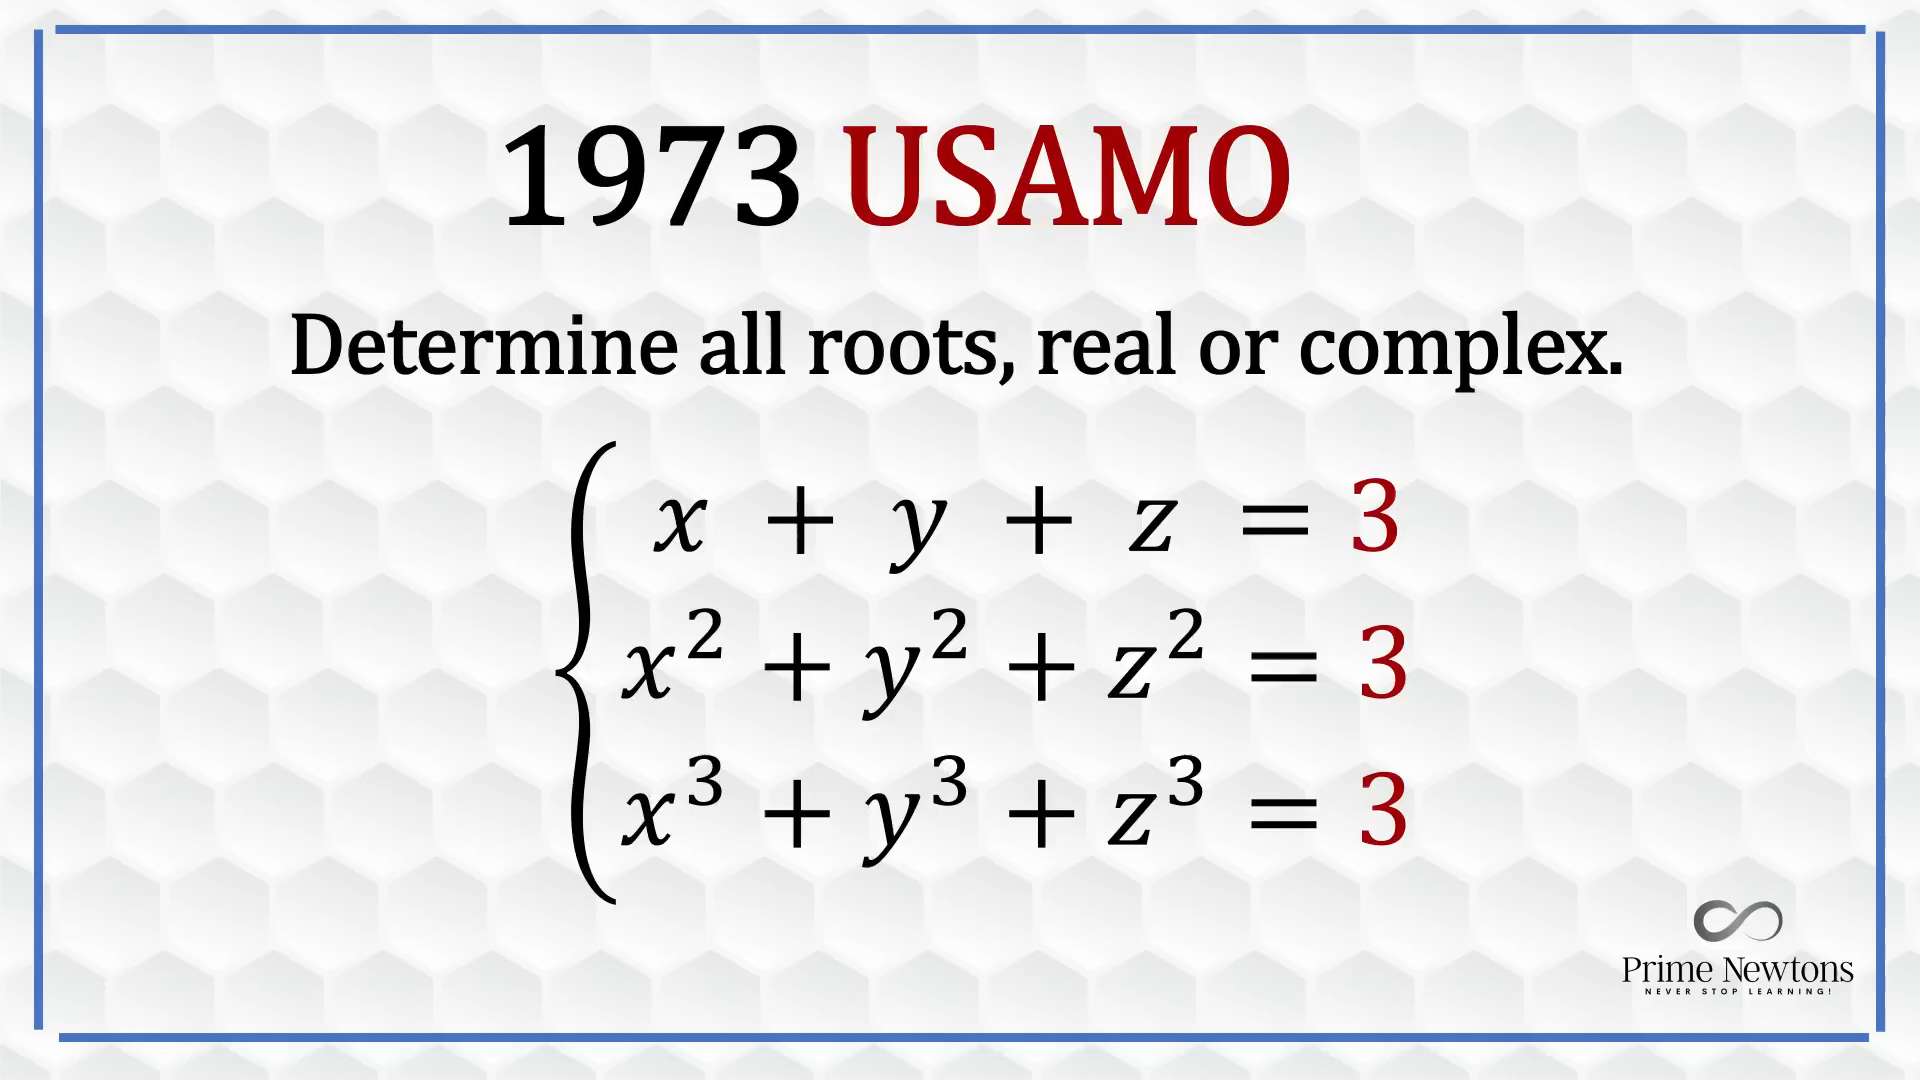 1973 USAMO
Determine all roots, real or complex.
x + y + z = 3
x² + y² + z² = 3
x³ + y³ + z³ = 3
Prime Newtons
NEVER STOP LEARNING!